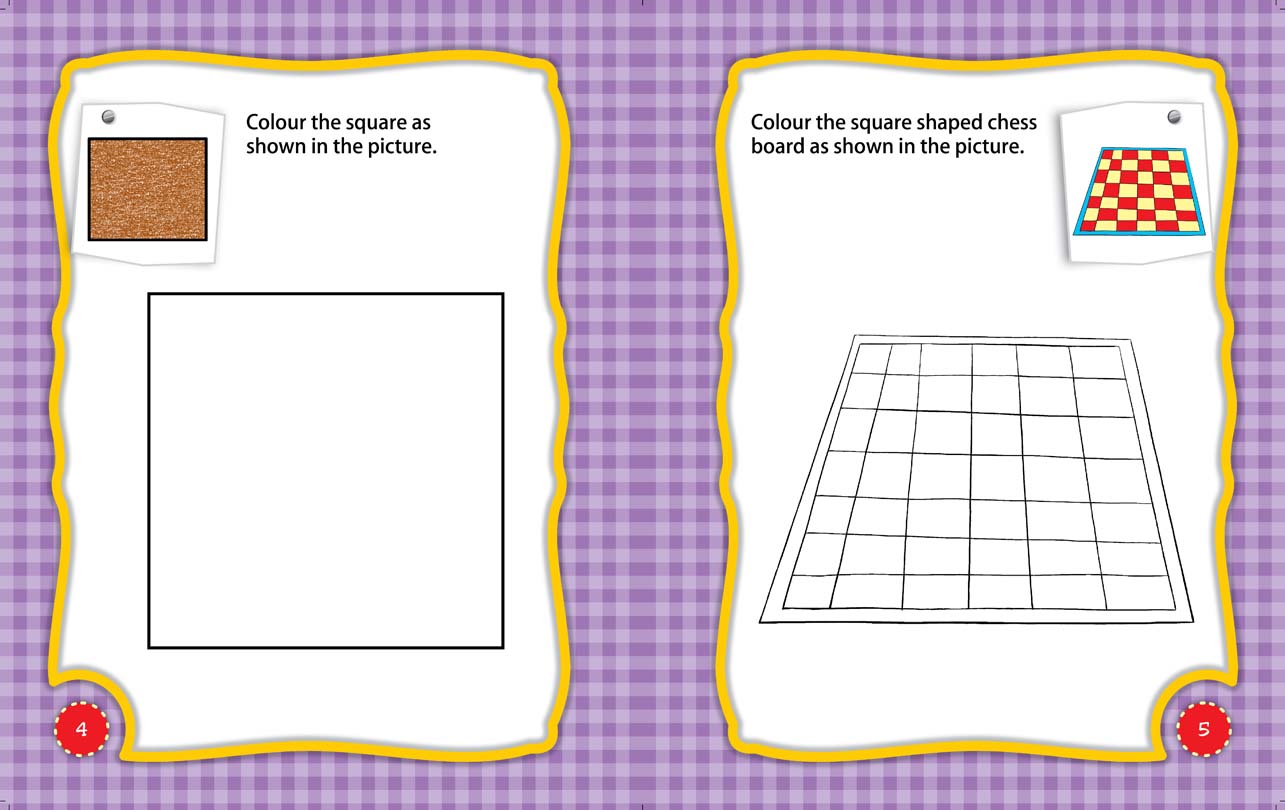 Colour the square as
shown in the picture.
4
Colour the square shaped chess
board as shown in the picture.
5